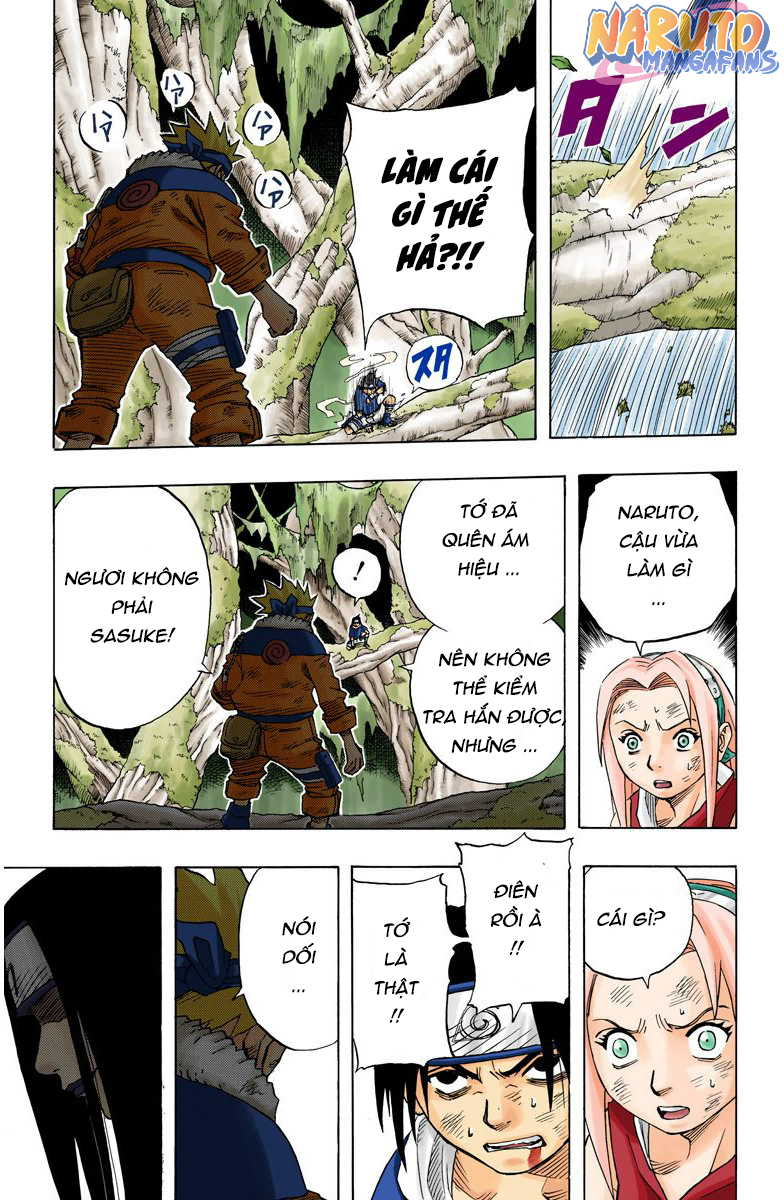 NARUTO
MANGAFANS
タン
LÀM CÁI
GÌ THẾ
HẢ?!!
ハァ
ハァ
ハァ
ハァ
スタ
NARUTO,
CẬU VỪA
LÀM GÌ
...
TỚ ĐÃ
QUÊN ÁM
HIỆU ...
NÊN KHÔNG
THỂ KIỂM
TRA HẮN ĐƯỢC,
NHƯNG ...
!
NGƯƠI KHÔNG
PHẢI
SASUKE!
CÁI GÌ?
ĐIÊN
RỒI À
!!
TỚ
LÀ
THẬT
!!
NÓI
DỐI
...